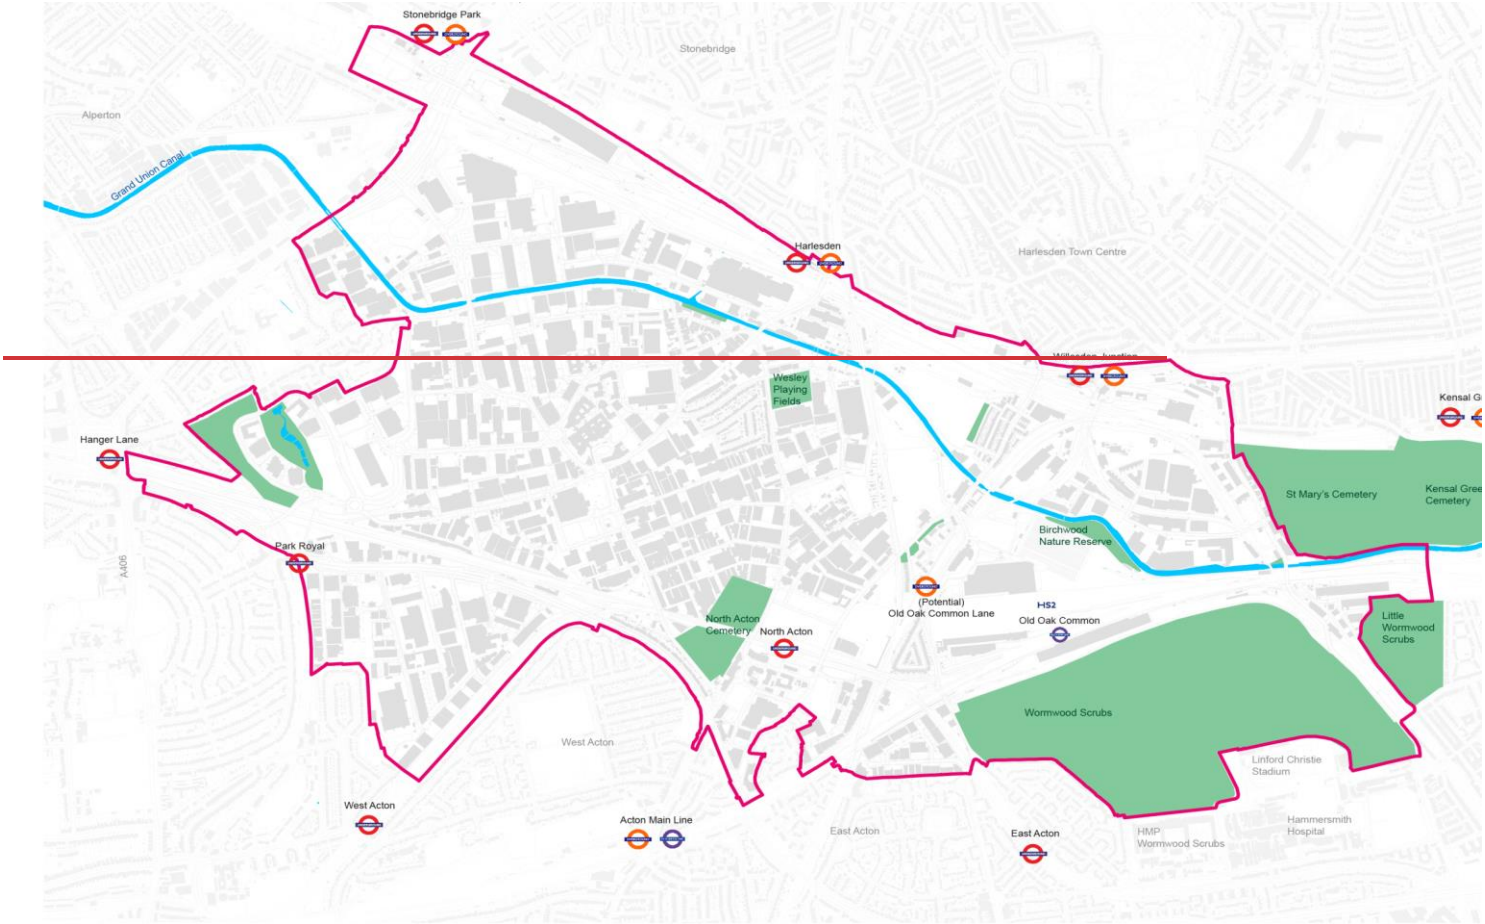 Stonebridge Park
Stonebridge
Alperton
Grand Union Canal
Harlesden
Harlesden Town Centre
Willesden Junction
Wesley
Playing
Fields
Kensal G
Hanger Lane
St Mary's Cemetery
Kensal Gree
Cemetery
Birchwood
Nature Reserve
Park Royal
A406
(Potential)
Old Oak Common Lane
HS2
Old Oak Common
North Acton
Cemetery
North Acton
Little
Wormwood
Scrubs
Wormwood Scrubs
West Acton
Linford Christie
Stadium
West Acton
Acton Main Line
East Acton
East Acton
HMP
Wormwood Scrubs
Hammersmith
Hospital